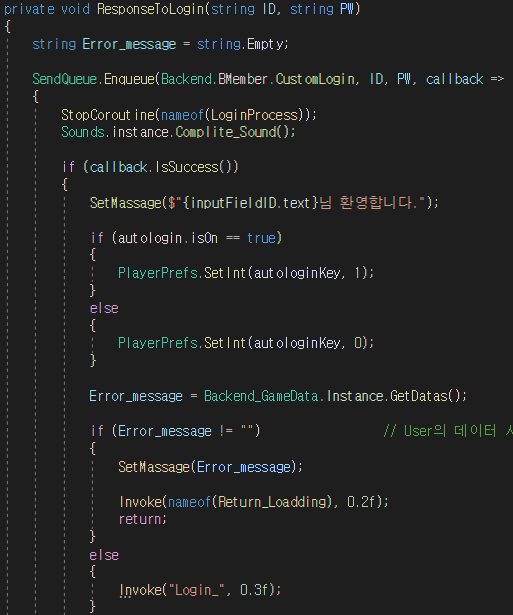 private void ResponseToLogin(string ID, string PW)
{
string Error_message = string.Empty;
SendQueue.Enqueue(Backend.BMember.CustomLogin, ID, PW, callback =>
{
StopCoroutine(nameof(LoginProcess));
Sounds.instance.Complite_Sound();
if (callback.IsSuccess())
{
SetMassage($"{inputFieldID.text}님 환영합니다.");
if (autologin.isOn == true)
{
PlayerPrefs.SetInt(autologinKey, 1);
}
else
{
PlayerPrefs.SetInt(autologinKey, 0);
}
Error_message = Backend_GameData.Instance.GetDatas();
if (Error_message != "") // User의 데이터
{
SetMassage(Error_message);
Invoke(nameof(Return_Loadding), 0.2f);
return;
}
else
{
Invoke("Login_", 0.3f);
}